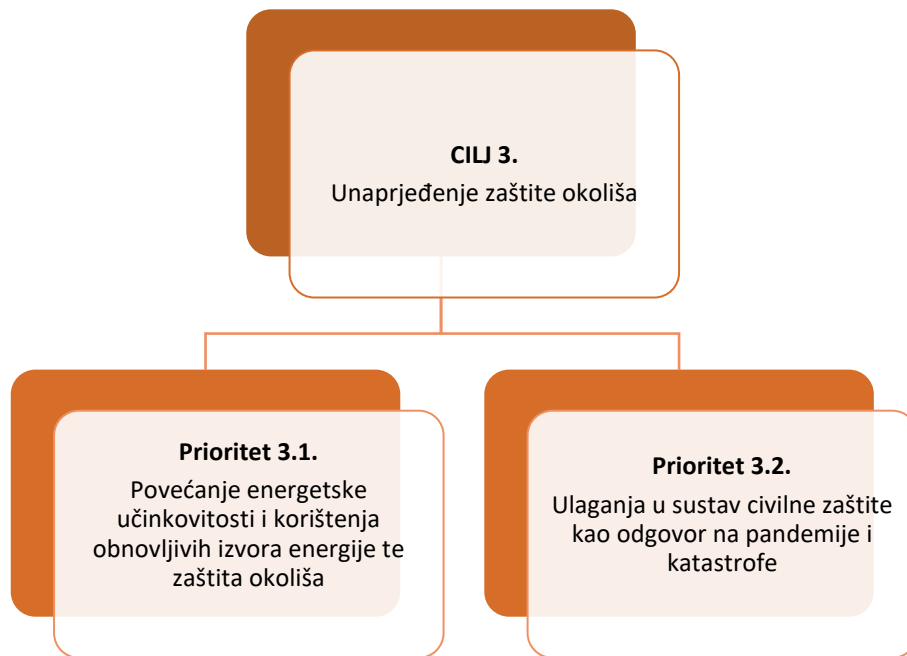 CILJ 3.
Unaprjeđenje zaštite okoliša
Prioritet 3.1.
Povećanje energetske
učinkovitosti i korištenja
obnovljivih izvora energije te
zaštita okoliša
Prioritet 3.2.
Ulaganja u sustav civilne zaštite
kao odgovor na pandemije i
katastrofe